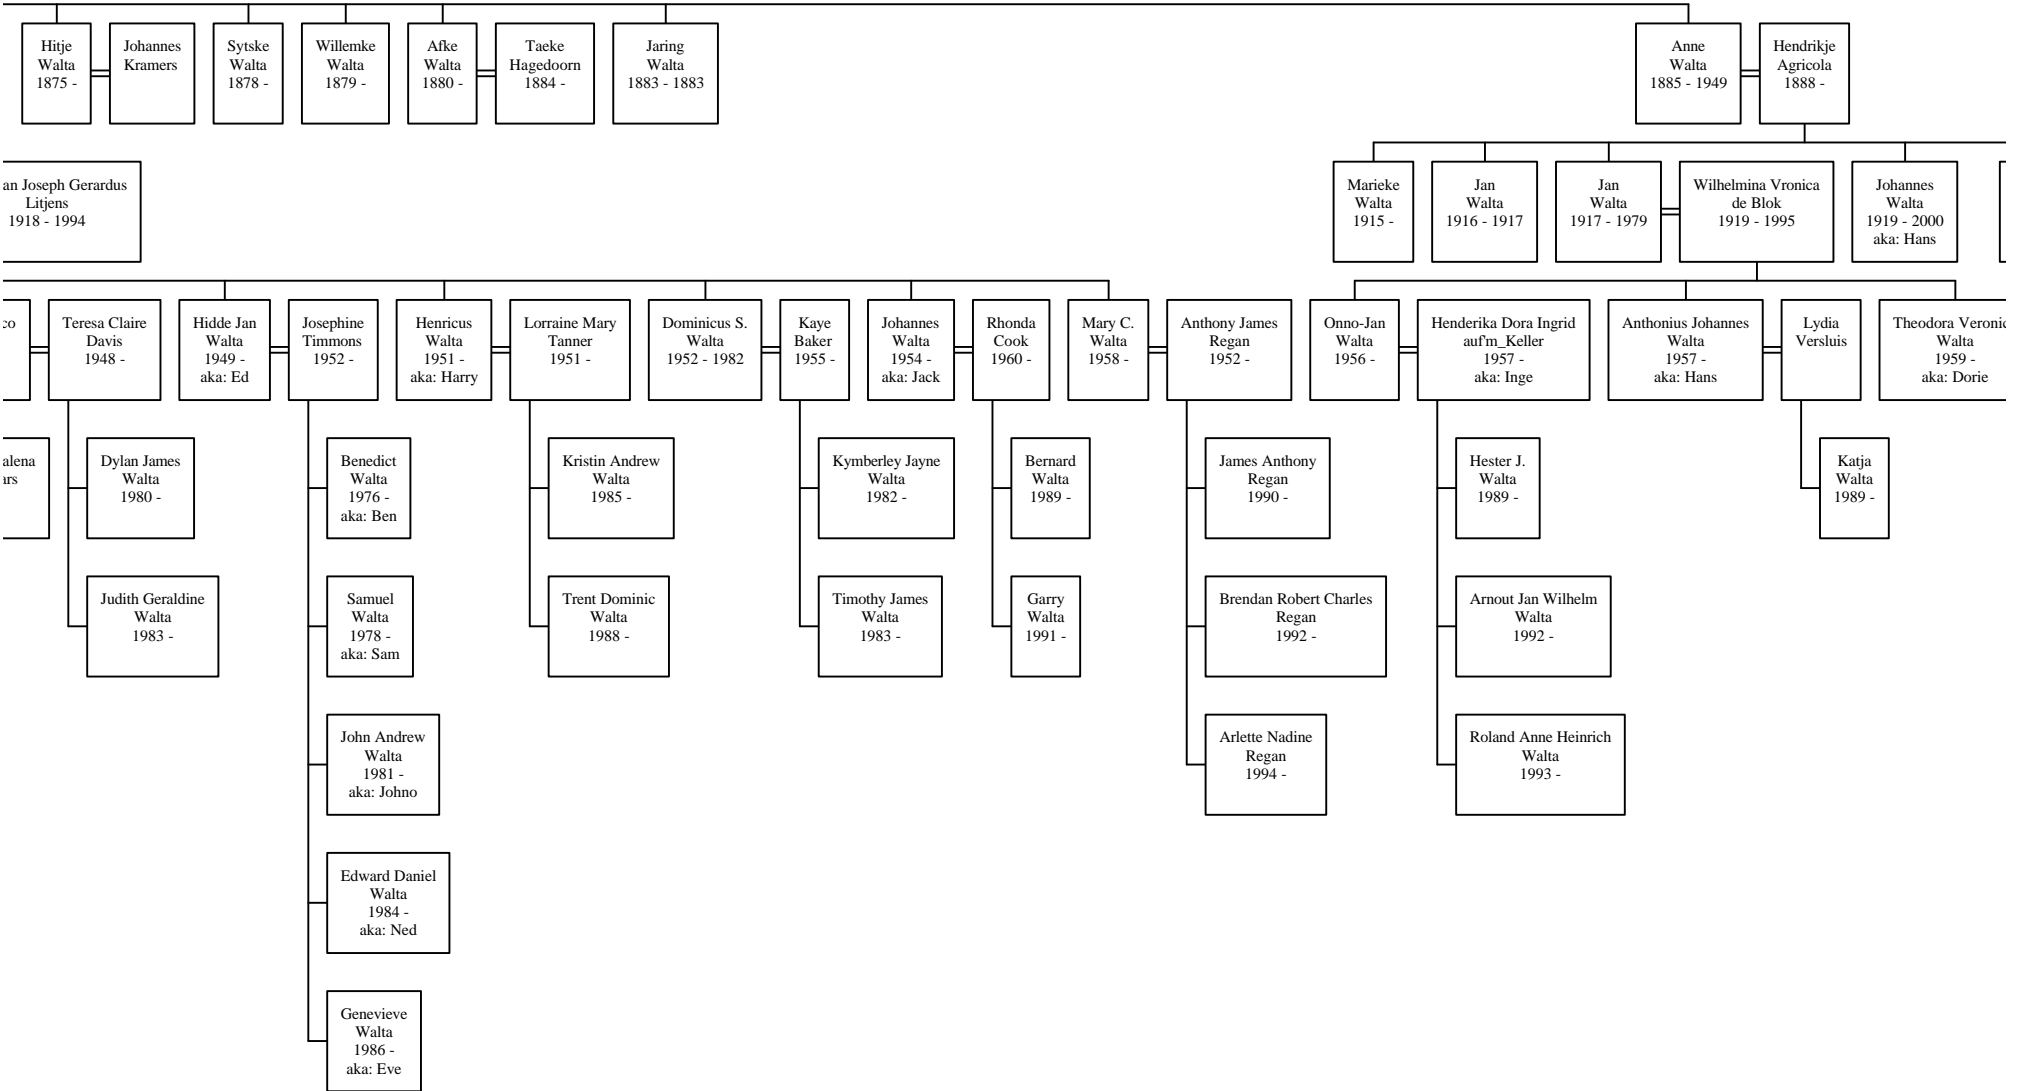 Hitje
Walta
1875 -
Johannes
Kramers
Sytske
Walta
1878 -
Willemke
Walta
1879 -
Afke
Walta
1880 -
Taeke
Hagedoorn
1884 -
Jaring
Walta
1883 - 1883
Anne
Walta
1885 - 1949
Hendrikje
Agricola
1888 -
an Joseph Gerardus
Litjens
1918 - 1994
Marieke
Walta
1915 -
Jan
Walta
1916 - 1917
Jan
Walta
1917 - 1979
Wilhelmina Vronica
de Blok
1919 - 1995
Johannes
Walta
1919 - 2000
aka: Hans
co
Teresa Claire
Davis
1948 -
Hidde Jan
Walta
1949 -
aka: Ed
Josephine
Timmons
1952 -
Henricus
Walta
1951 -
aka: Harry
Lorraine Mary
Tanner
1951 -
Dominicus S.
Walta
1952 - 1982
Kaye
Baker
1955 -
Johannes
Walta
1954 -
aka: Jack
Rhonda
Cook
1960 -
Mary C.
Walta
1958 -
Anthony James
Regan
1952 -
Onno-Jan
Walta
1956 -
Henderika Dora Ingrid
auf'm_Keller
1957 -
aka: Inge
Anthonius Johannes
Walta
1957 -
aka: Hans
Lydia
Versluis
Theodora Veronic
Walta
1959 -
aka: Dorie
alena
ars
Dylan James
Walta
1980 -
Benedict
Walta
1976 -
aka: Ben
Kristin Andrew
Walta
1985 -
Kymberley Jayne
Walta
1982 -
Bernard
Walta
1989 -
James Anthony
Regan
1990 -
Hester J.
Walta
1989 -
Katja
Walta
1989 -
Judith Geraldine
Walta
1983 -
Samuel
Walta
1978 -
aka: Sam
Trent Dominic
Walta
1988 -
Timothy James
Walta
1983 -
Garry
Walta
1991 -
Brendan Robert Charles
Regan
1992 -
Arnout Jan Wilhelm
Walta
1992 -
John Andrew
Walta
1981 -
aka: Johno
Arlette Nadine
Regan
1994 -
Roland Anne Heinrich
Walta
1993 -
Edward Daniel
Walta
1984 -
aka: Ned
Genevieve
Walta
1986 -
aka: Eve